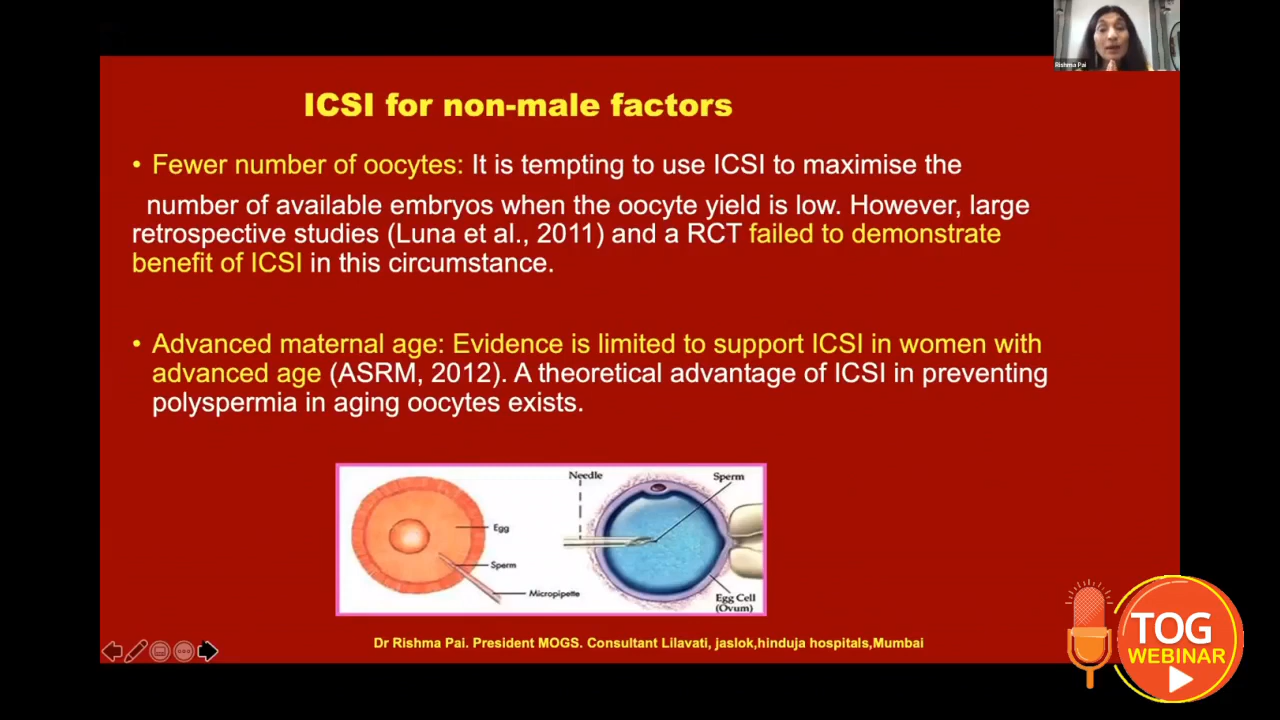 Rishma Pai
ICSI for non-male factors
• Fewer number of oocytes: It is tempting to use ICSI to maximise the
number of available embryos when the oocyte yield is low. However, large
retrospective studies (Luna et al., 2011) and a RCT failed to demonstrate
benefit of ICSI in this circumstance.
• Advanced maternal age: Evidence is limited to support ICSI in women with
advanced age (ASRM, 2012). A theoretical advantage of ICSI in preventing
polyspermia in aging oocytes exists.
Egg
Sperm
Micropipette
Needle
Sperm
Egg Cell
(Ovum)
Dr Rishma Pai. President MOGS. Consultant Lilavati, jaslok,hinduja hospitals,Mumbai
TOG
WEBINAR